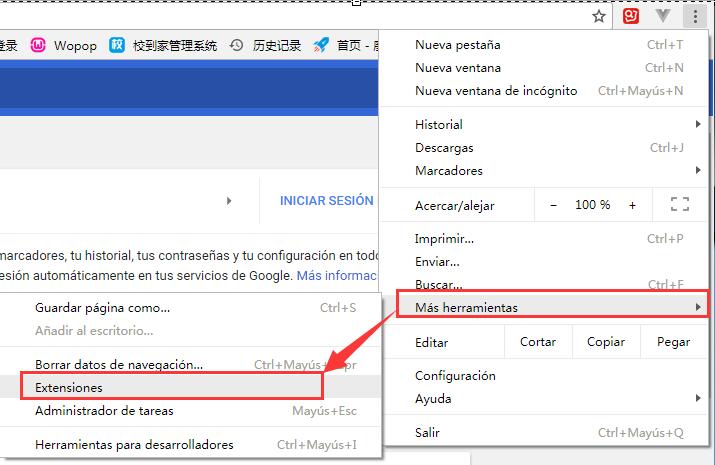 登录 Wopop 校到家管理系统 历史记录 首页 -
Nueva pestaña Ctrl+T
Nueva ventana Ctrl+N
Nueva ventana de incógnito Ctrl+Mayús+N
Historial
Descargas Ctrl+J
Marcadores
INICIAR SESIÓN
Acercar/alejar - 100 % +
marcadores, tu historial, tus contraseñas y tu configuración en todo
Imprimir... Ctrl+P
Enviar...
esión automáticamente en tus servicios de Google. Más informac
Buscar... Ctrl+F
Más herramientas
Guardar página como... Ctrl+S
Añadir al escritorio...
Borrar datos de navegación... Ctrl+Mayús+ pr
Extensiones
Administrador de tareas Mayús+Esc
Herramientas para desarrolladores Ctrl+Mayús+I
Editar Cortar Copiar Pegar
Configuración
Ayuda
Salir Ctrl+Mayús+Q